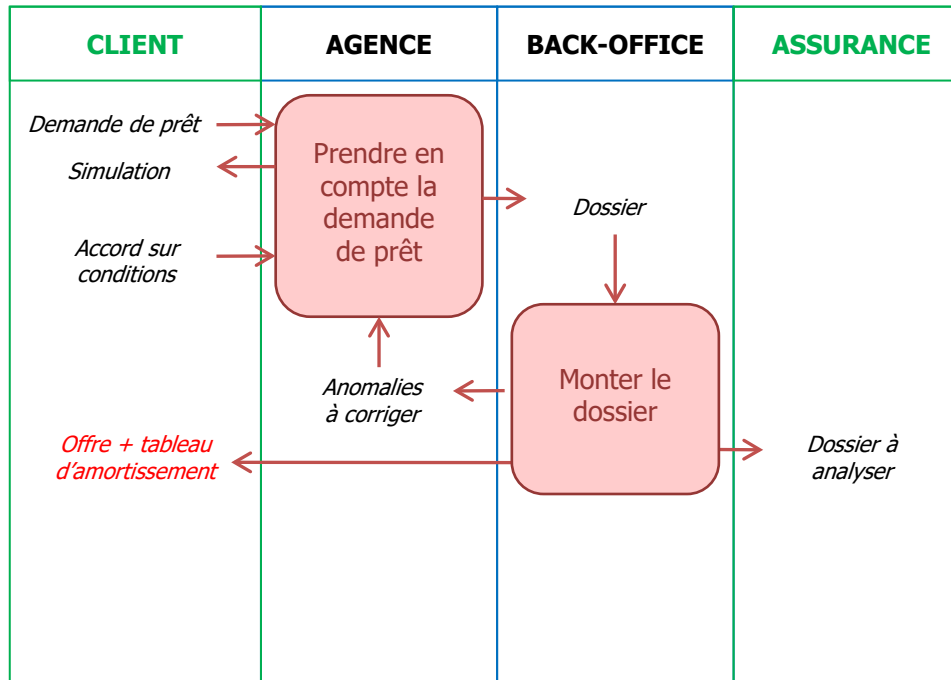 CLIENT
AGENCE
BACK-OFFICE
ASSURANCE
Demande de prêt
Simulation
Accord sur
conditions
Prendre en
compte la
demande
de prêt
Dossier
Anomalies
à corriger
Monter le
dossier
Offre + tableau
d’amortissement
Dossier à
analyser